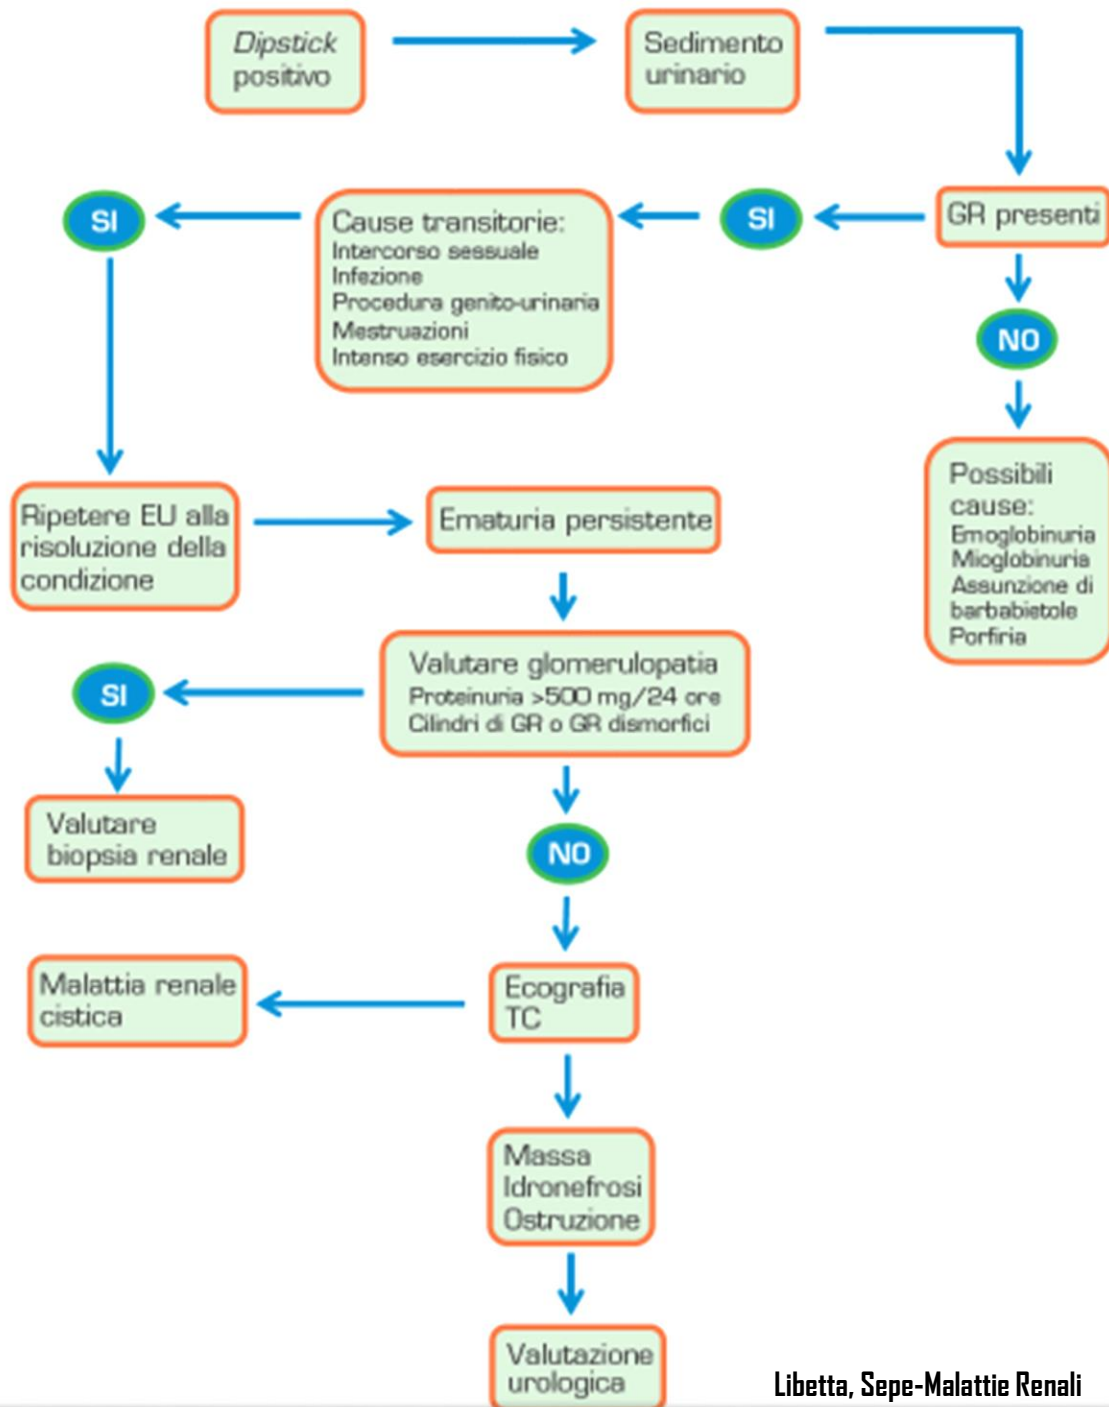 Dipstick
positivo
Sedimento
urinario
GR presenti
SI
Cause transitorie:
Intercorso sessuale
Infezione
Procedura genito-urinaria
Mestruazioni
Intenso esercizio fisico
SI
NO
Possibili
cause:
Emoglobinuria
Mioglobinuria
Assunzione di
barbabietole
Porfiria
Ripetere EU alla
risoluzione della
condizione
Ematuria persistente
Valutare glomerulopatia
Proteinuria >500 mg/24 ore
Cilindri di GR o GR dismorfici
SI
Valutare
biopsia renale
NO
Ecografia
TC
Malattia renale
cistica
Massa
Idronefrosi
Ostruzione
Valutazione
urologica
Libetta, Sepe-Malattie Renali